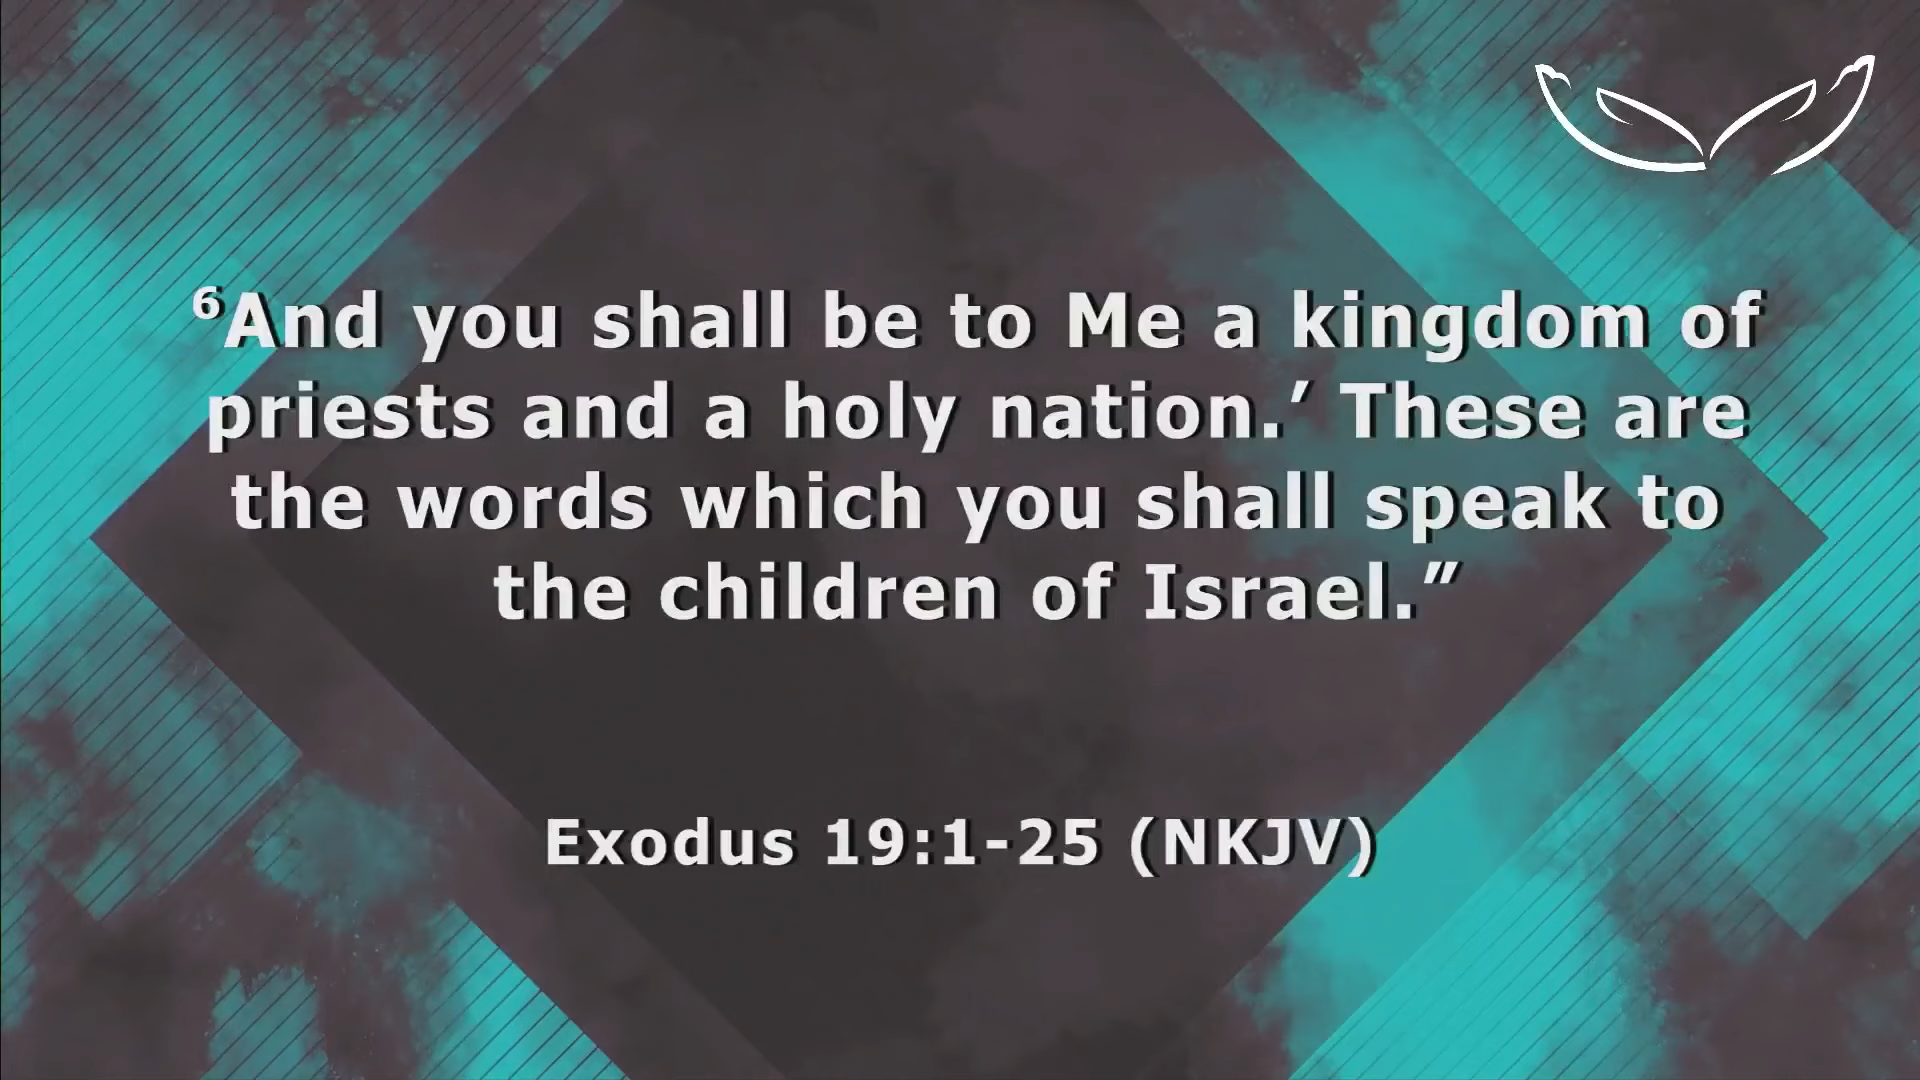 ⁶And you shall be to Me a kingdom of
priests and a holy nation.’ These are
the words which you shall speak to
the children of Israel.”
Exodus 19:1-25 (NKJV)